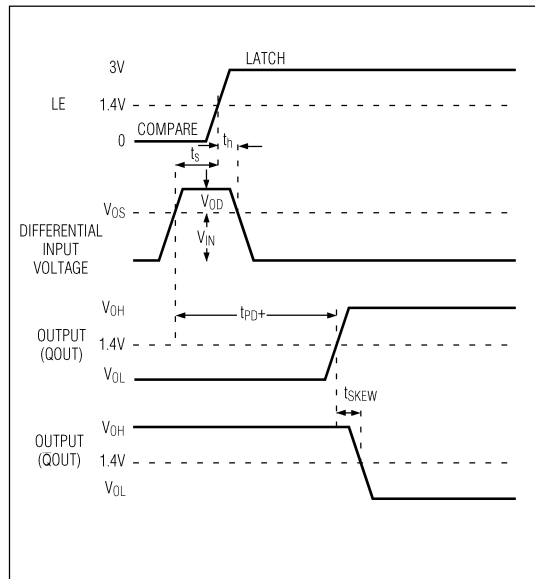 3V
LATCH
LE
1.4V
COMPARE
0
th
ts
VOD
VOS
VIN
DIFFERENTIAL
INPUT
VOLTAGE
VOH
tPD+
OUTPUT
(QOUT)
1.4V
VOL
tSKEW
VOH
OUTPUT
(Q̅OUT)
1.4V
VOL